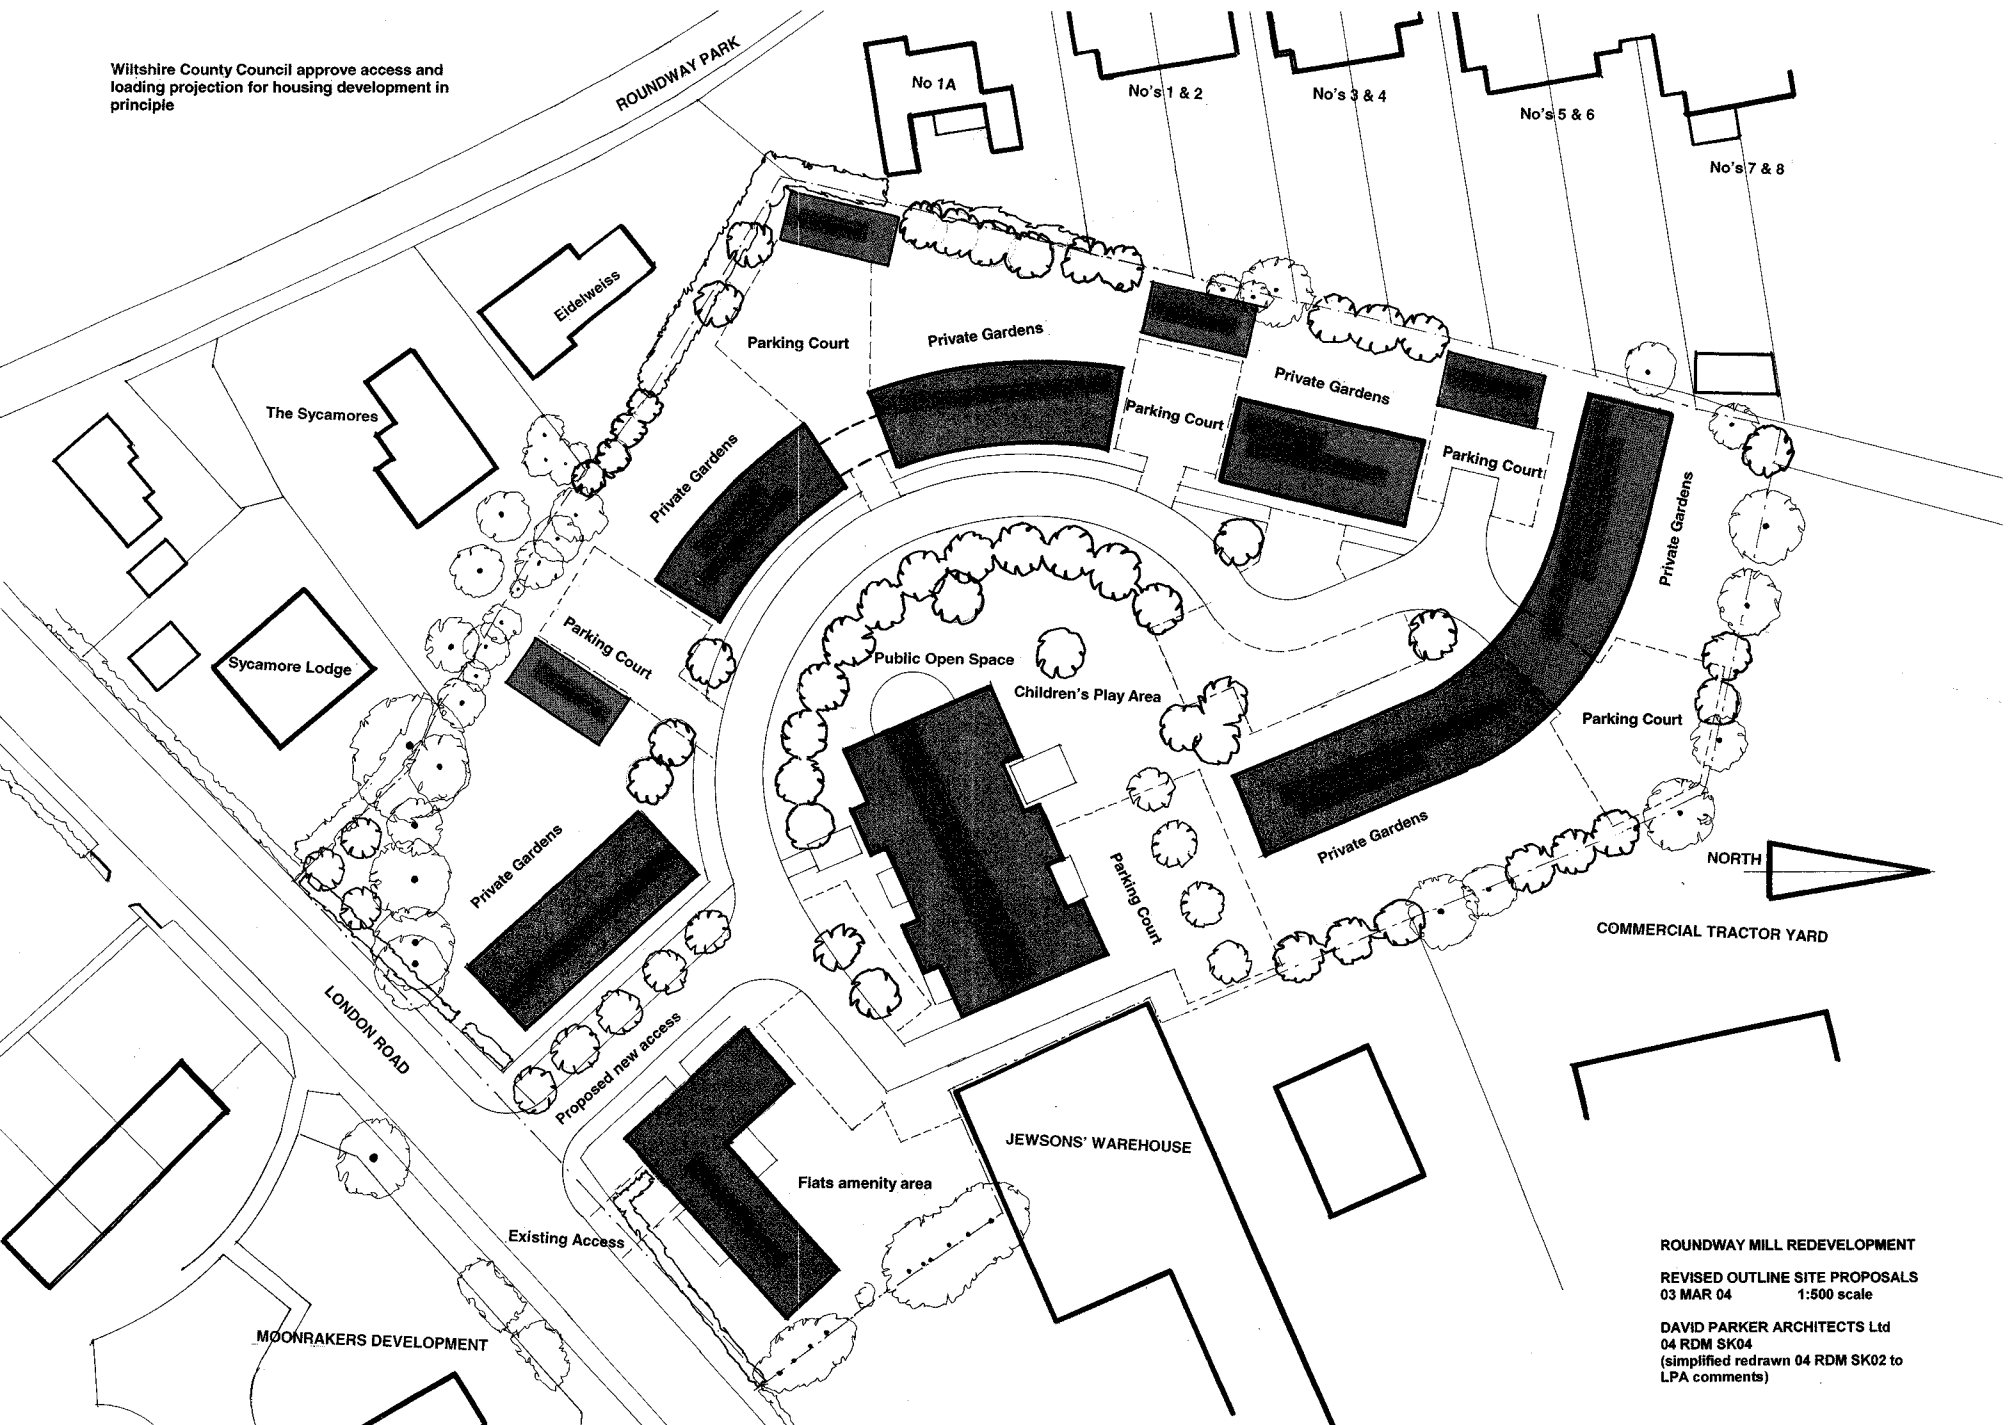 Wiltshire County Council approve access and
loading projection for housing development in
principle
ROUNDWAY PARK
No 1A
No's 1 & 2
No's 3 & 4
No's 5 & 6
No's 7 & 8
Eidelweiss
The Sycamores
Sycamore Lodge
Parking Court
Private Gardens
Private Gardens
Parking Court
Private Gardens
Parking Court
Private Gardens
Parking Court
Public Open Space
Children's Play Area
Parking Court
Private Gardens
Private Gardens
Parking Court
NORTH
COMMERCIAL TRACTOR YARD
LONDON ROAD
Proposed new access
JEWSONS' WAREHOUSE
Flats amenity area
Existing Access
MOONRAKERS DEVELOPMENT
ROUNDWAY MILL REDEVELOPMENT
REVISED OUTLINE SITE PROPOSALS
03 MAR 04 1:500 scale
DAVID PARKER ARCHITECTS Ltd
04 RDM SK04
(simplified redrawn 04 RDM SK02 to
LPA comments)